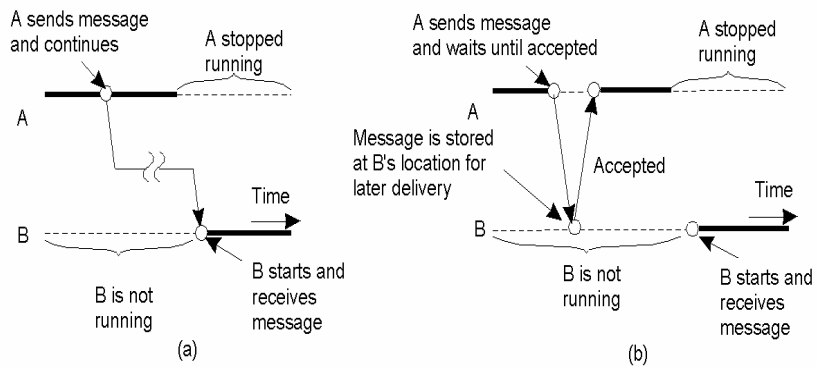 A sends message
and continues
A stopped
running
A
Time
B
B is not
running
B starts and
receives
message
(a)
A sends message
and waits until accepted
A stopped
running
A
Message is stored
at B's location for
later delivery
Accepted
Time
B
B is not
running
B starts and
receives
message
(b)